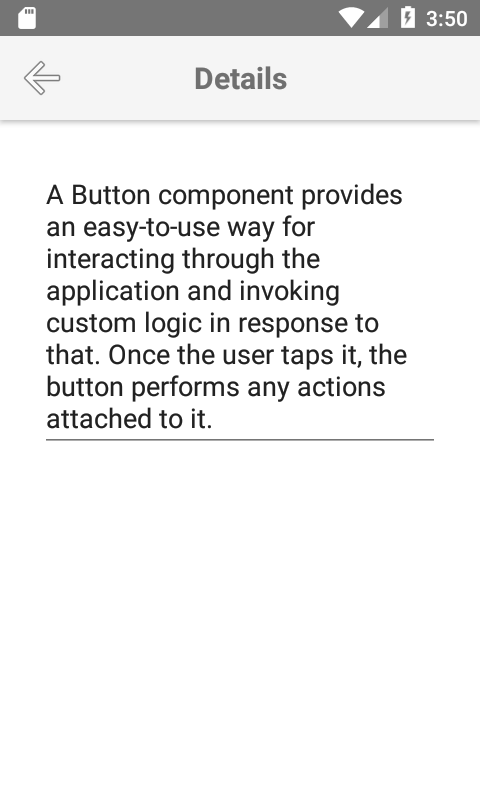 3:50
Details
A Button component provides
an easy-to-use way for
interacting through the
application and invoking
custom logic in response to
that. Once the user taps it, the
button performs any actions
attached to it.